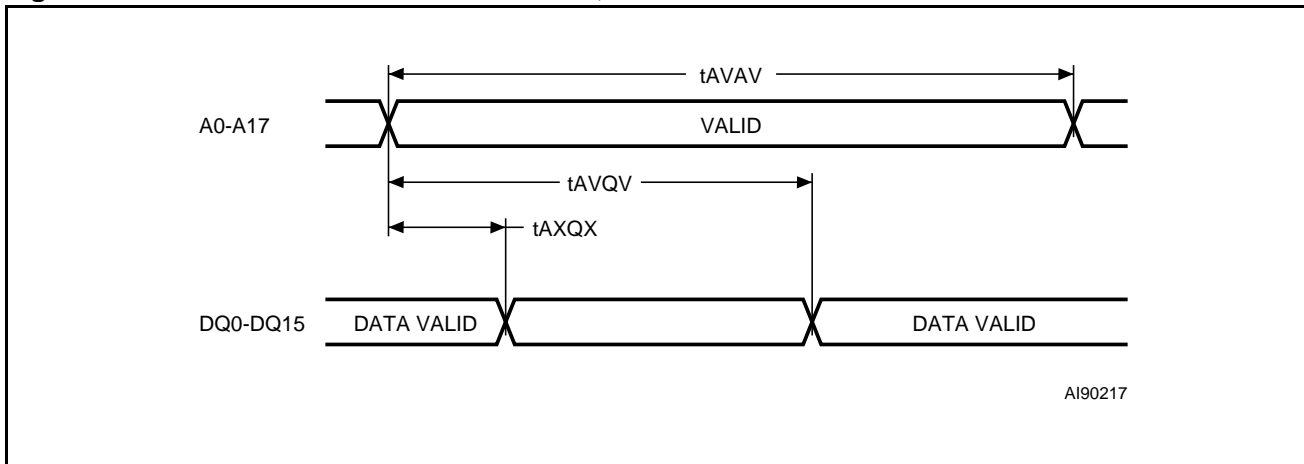 tAVAV
A0-A17
VALID
tAVQV
tAXQX
DQ0-DQ15
DATA VALID
DATA VALID
AI90217